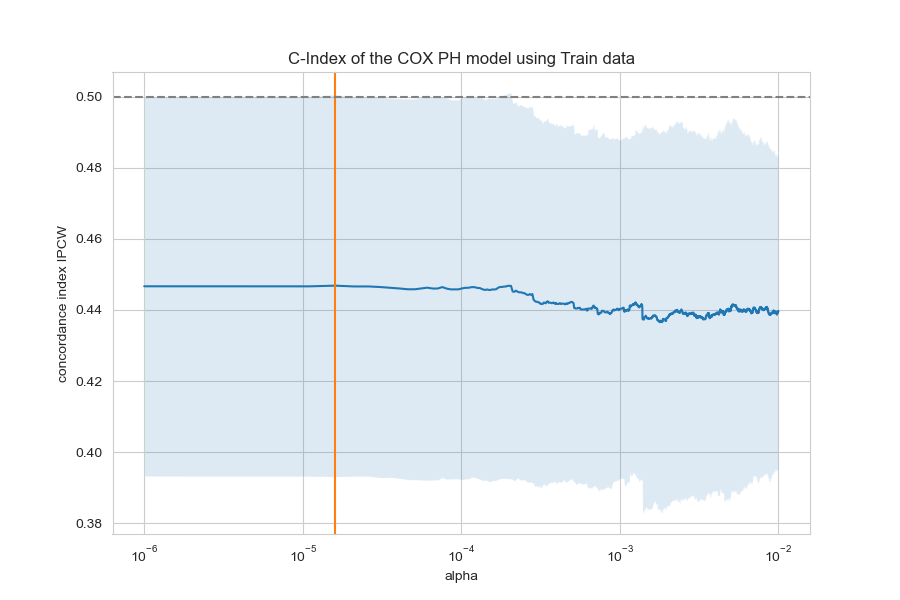 C-Index of the COX PH model using Train data
concordance index IPCW
0.50
0.48
0.46
0.44
0.42
0.40
0.38
10⁻⁶ 10⁻⁵ 10⁻⁴ 10⁻³ 10⁻²
alpha